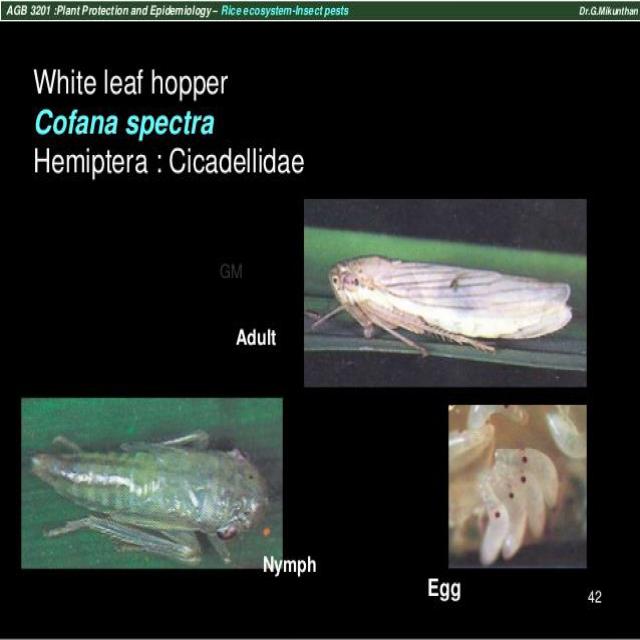 AGB 3201 :Plant Protection and Epidemiology – Rice ecosystem-Insect pests
Dr.G.Mikunthan
White leaf hopper
Cofana spectra
Hemiptera : Cicadellidae
GM
Adult
Nymph
Egg
42